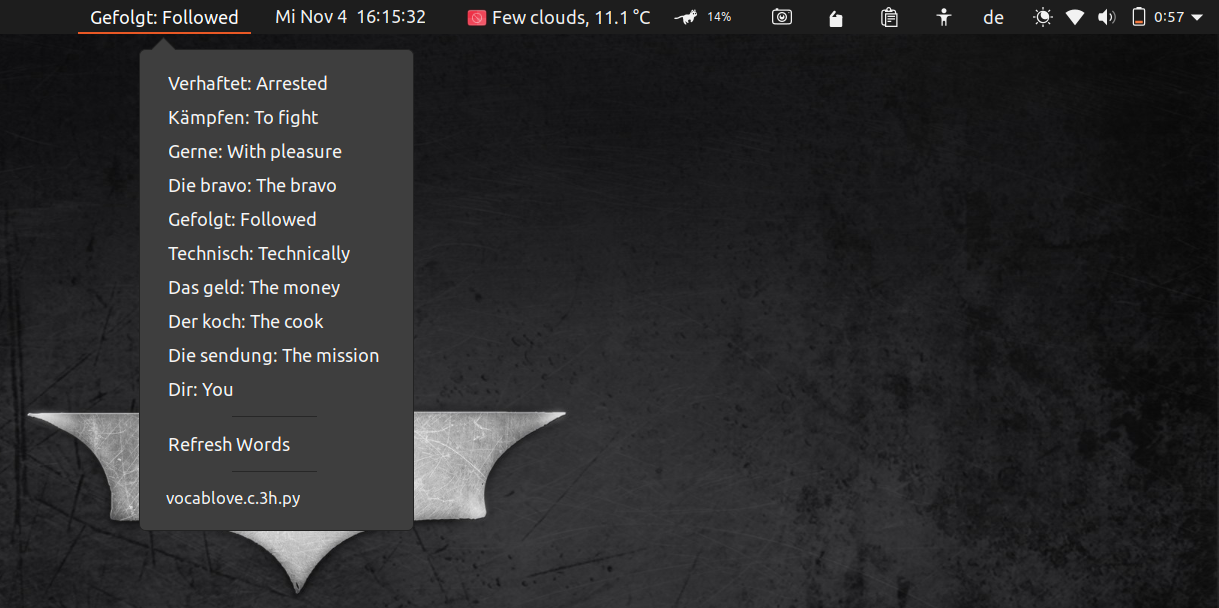 Gefolgt: Followed Mi Nov 4 16:15:32 Few clouds, 11.1 °C 14% de 0:57
Verhaftet: Arrested
Kämpfen: To fight
Gerne: With pleasure
Die bravo: The bravo
Gefolgt: Followed
Technisch: Technically
Das geld: The money
Der koch: The cook
Die sendung: The mission
Dir: You
Refresh Words
vocablove.c.3h.py